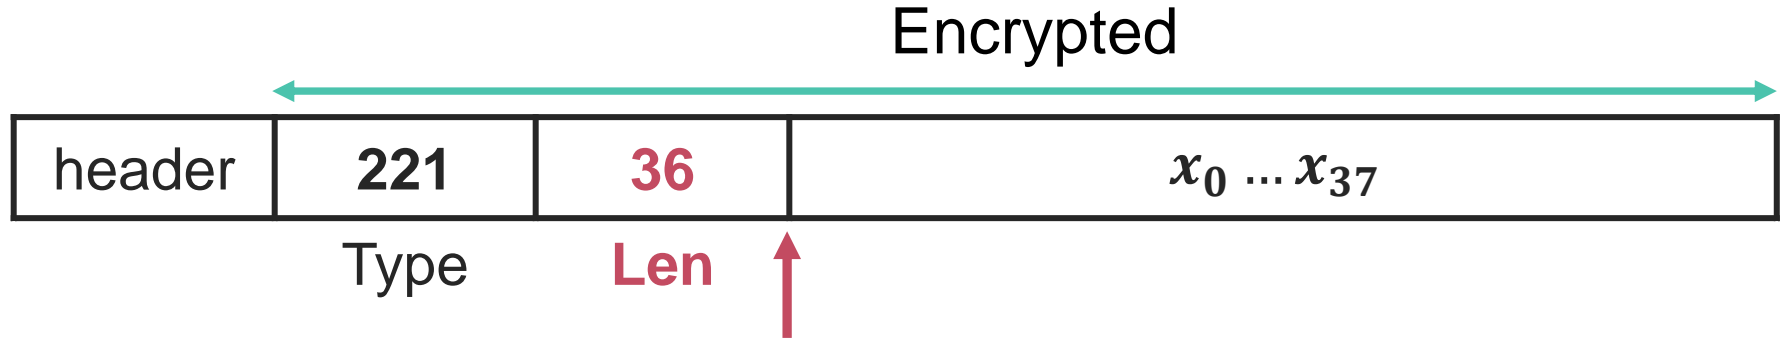 Encrypted
header 221 36 x₀ ... x₃₇
Type Len